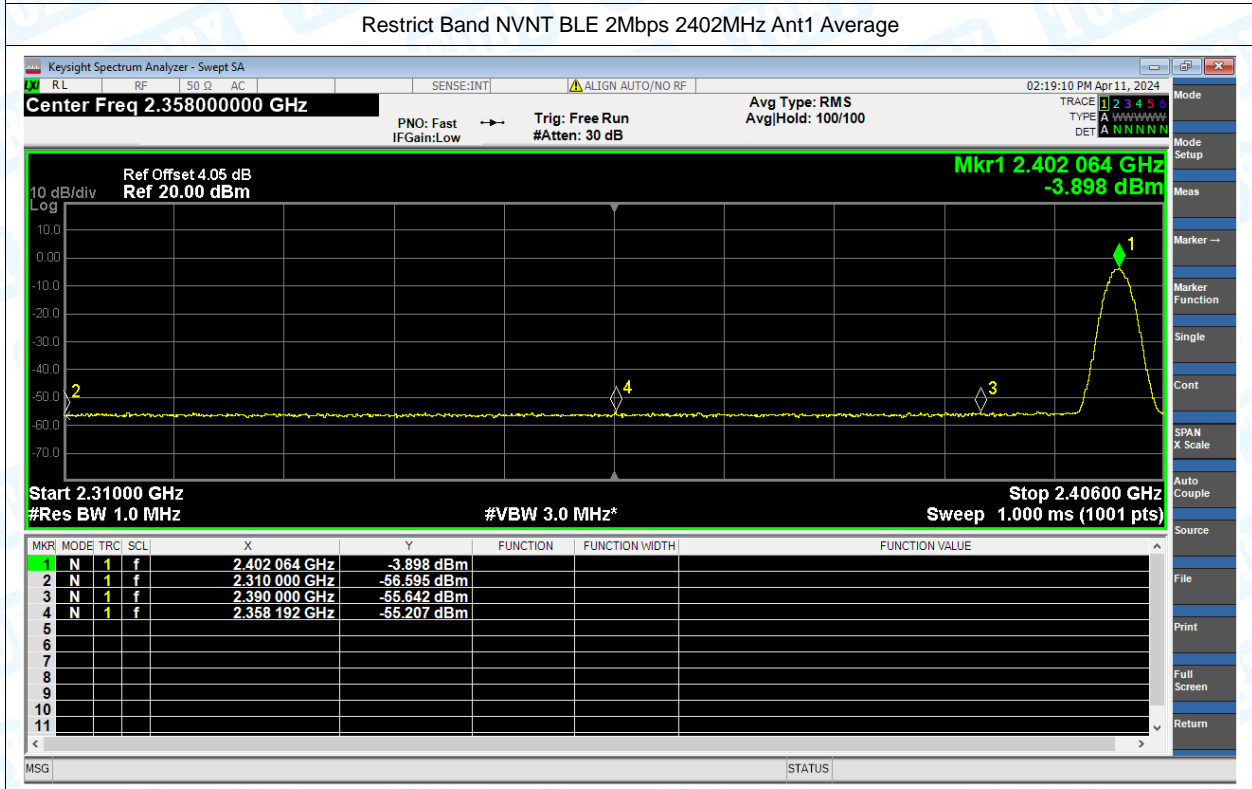 Restrict Band NVNT BLE 2Mbps 2402MHz Ant1 Average
Keysight Spectrum Analyzer - Swept SA
LXI RL RF 50 Ω AC SENSE:INT ALIGN AUTO/NO RF 02:19:10 PM Apr 11, 2024
Center Freq 2.358000000 GHz
PNO: Fast
IFGain:Low
Trig: Free Run
#Atten: 30 dB
Avg Type: RMS
Avg|Hold: 100/100
TRACE 1 2 3 4 5 6
TYPE A WWWWW
DET A N N N N N
Mkr1 2.402 064 GHz
-3.898 dBm
Ref Offset 4.05 dB
10 dB/div Ref 20.00 dBm
Log
10.0
0.00
-10.0
-20.0
-30.0
-40.0
-50.0
-60.0
-70.0
1
2
4
3
Start 2.31000 GHz Stop 2.40600 GHz
#Res BW 1.0 MHz #VBW 3.0 MHz* Sweep 1.000 ms (1001 pts)
MKR MODE TRC SCL X Y FUNCTION FUNCTION WIDTH FUNCTION VALUE
1 N 1 f 2.402 064 GHz -3.898 dBm
2 N 1 f 2.310 000 GHz -56.595 dBm
3 N 1 f 2.390 000 GHz -55.642 dBm
4 N 1 f 2.358 192 GHz -55.207 dBm
5
6
7
8
9
10
11
MSG STATUS
Mode
Mode
Setup
Meas
Marker→
Marker
Function
Single
Cont
SPAN
X Scale
Auto
Couple
Source
File
Print
Full
Screen
Return